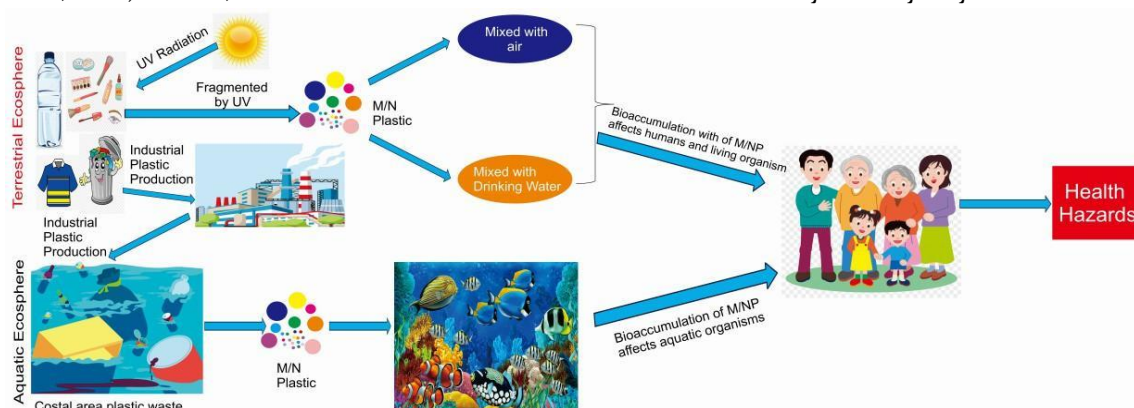 Terrestrial Ecosphere
UV Radiation
Fragmented
by UV
M/N
Plastic
Mixed with
air
Mixed with
Drinking Water
Industrial
Plastic
Production
Industrial
Plastic
Production
Bioaccumulation with of M/NP
affects humans and living organism
Health
Hazards
Aquatic Ecosphere
M/N
Plastic
Bioaccumulation of M/NP
affects aquatic organisms
Costal area plastic waste